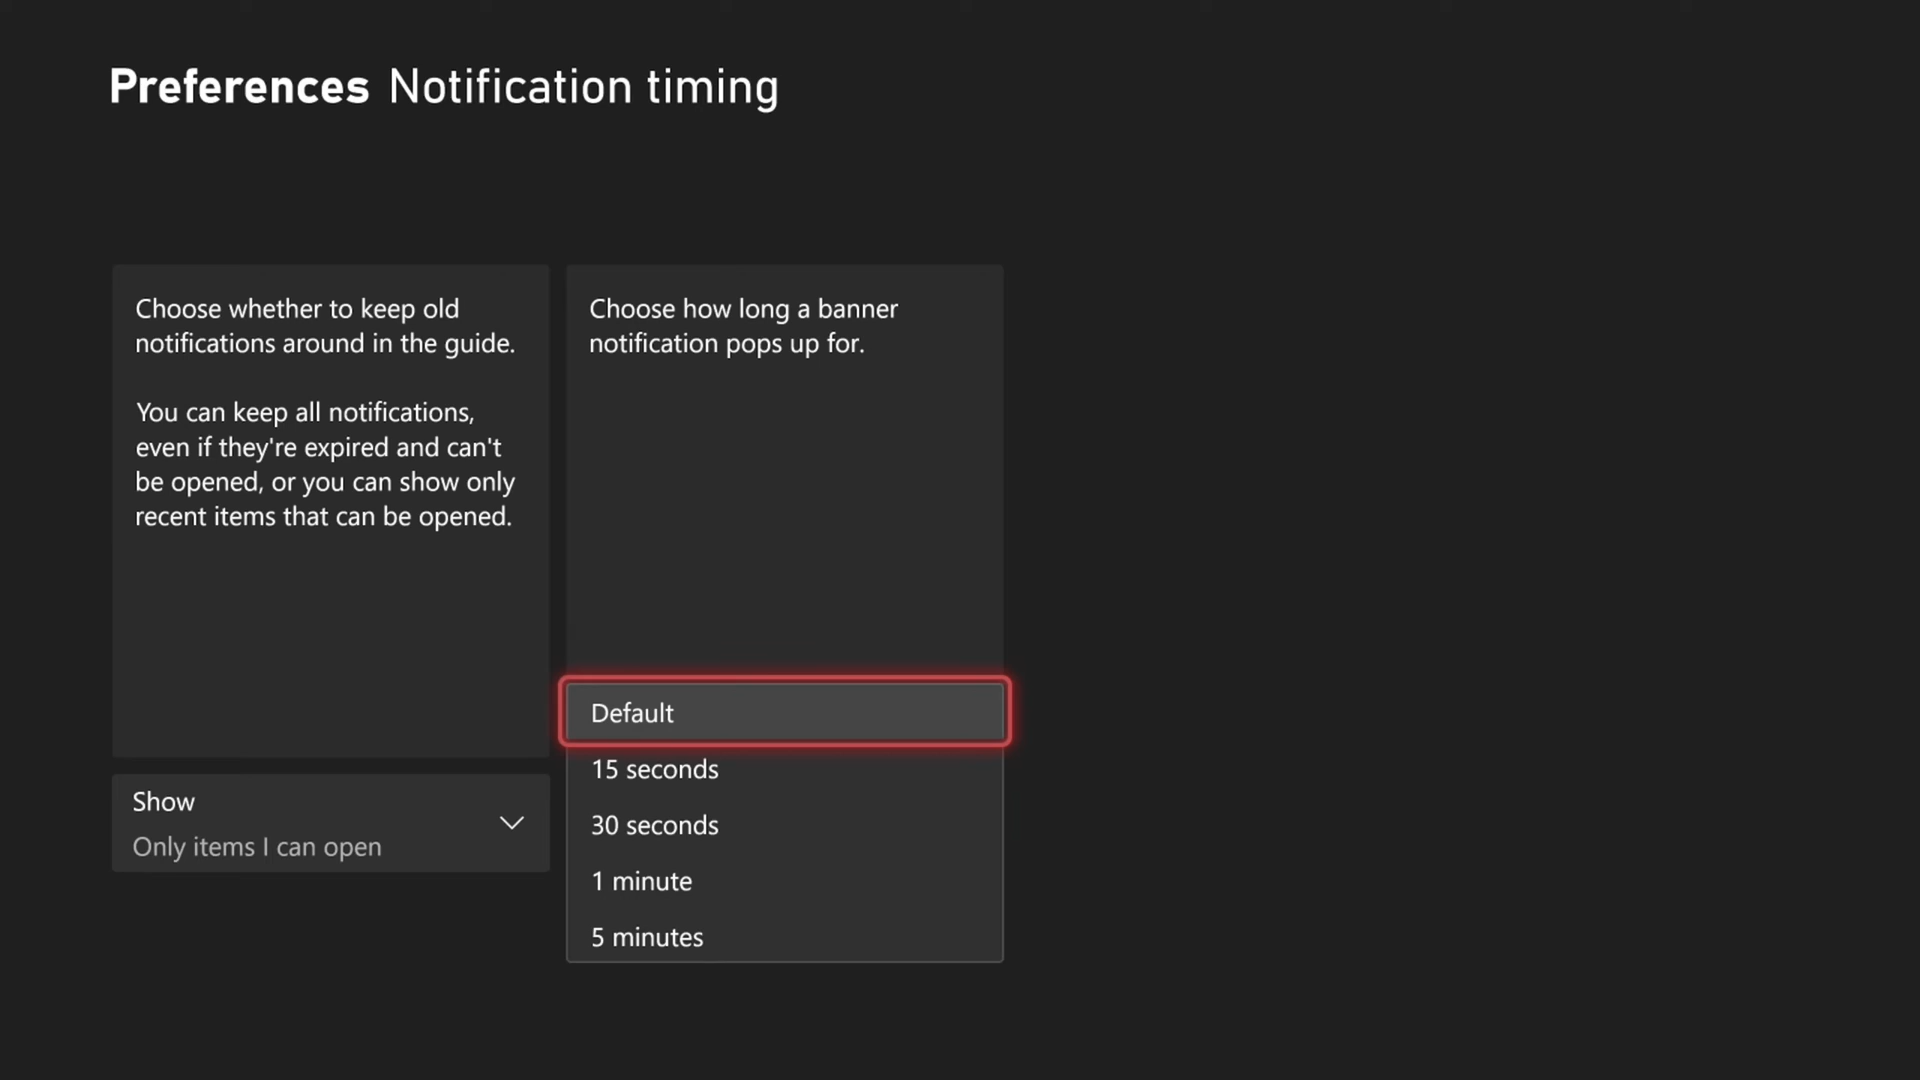 Preferences Notification timing
Choose whether to keep old
notifications around in the guide.
You can keep all notifications,
even if they're expired and can't
be opened, or you can show only
recent items that can be opened.
Show
Only items I can open
Choose how long a banner
notification pops up for.
Default
15 seconds
30 seconds
1 minute
5 minutes